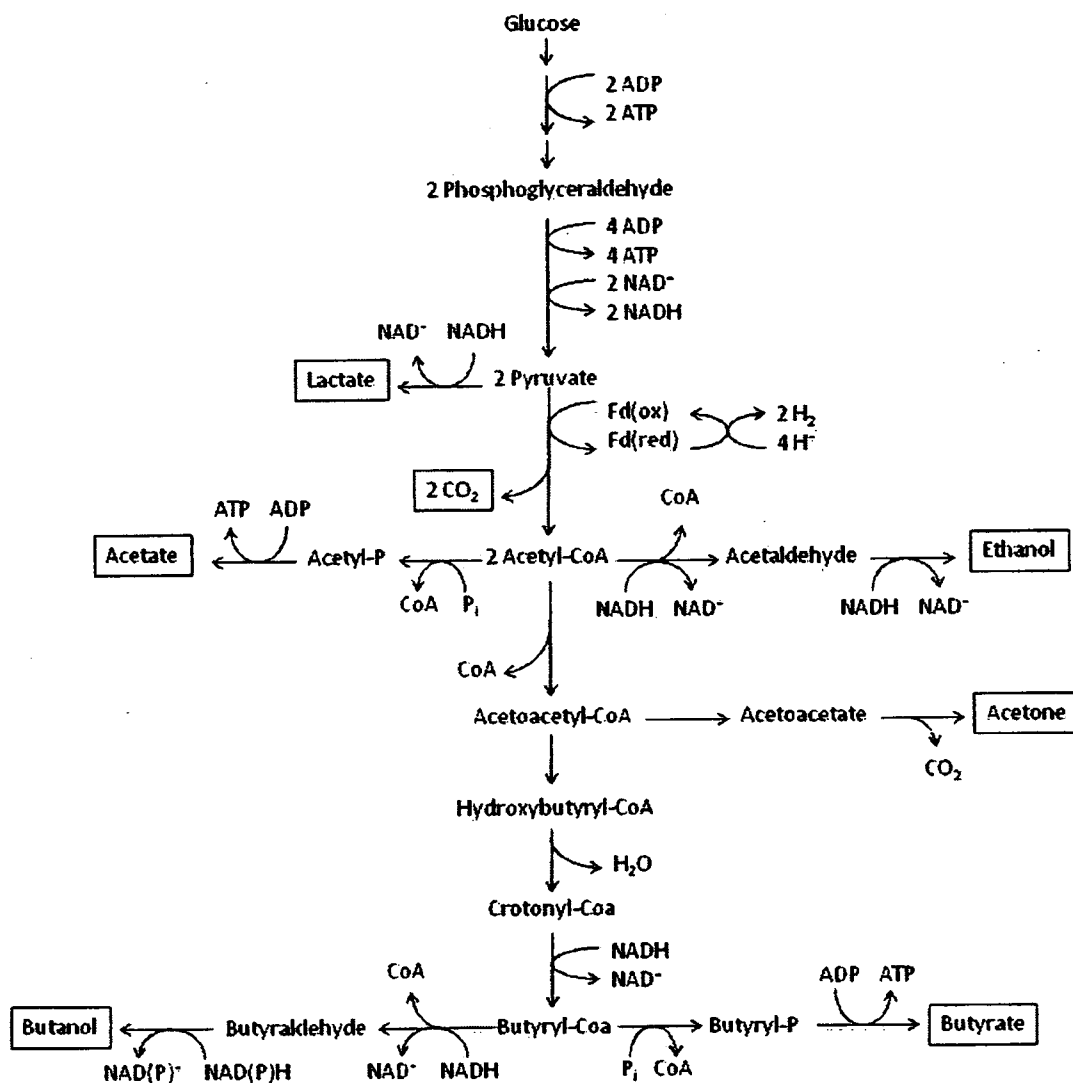 Glucose
2 ADP
2 ATP
2 Phosphoglyceraldehyde
4 ADP
4 ATP
2 NAD⁺
2 NADH
NAD⁺ NADH
Lactate
2 Pyruvate
Fd(ox)
2 H₂
Fd(red)
4 H⁺
2 CO₂
CoA
ATP ADP
Acetate
Acetyl-P
2 Acetyl-CoA
Acetaldehyde
Ethanol
CoA Pᵢ
NADH NAD⁺
NADH NAD⁺
CoA
Acetoacetyl-CoA
Acetoacetate
Acetone
CO₂
Hydroxybutyryl-CoA
H₂O
Crotonyl-Coa
NADH
NAD⁺
CoA
ADP ATP
Butanol
Butyraklehyde
Butyryl-Coa
Butyryl-P
Butyrate
NAD(P)⁺ NAD(P)H
NAD⁺ NADH
Pᵢ CoA